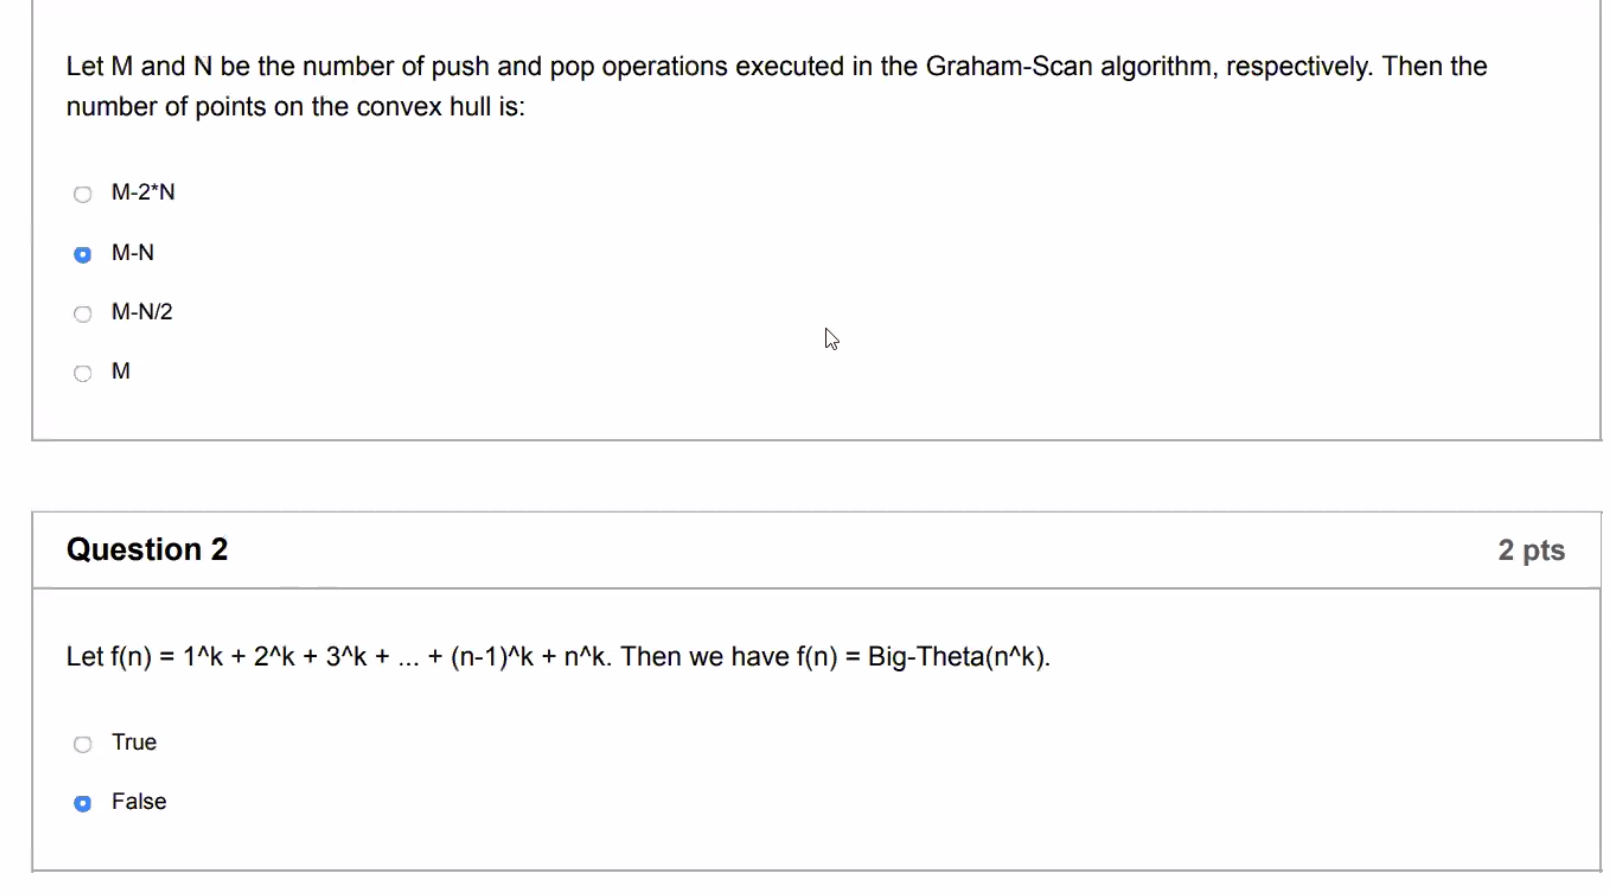 Let M and N be the number of push and pop operations executed in the Graham-Scan algorithm, respectively. Then the
number of points on the convex hull is:
M-2*N
M-N
M-N/2
M
Question 2
2 pts
Let f(n) = 1^k + 2^k + 3^k + ... + (n-1)^k + n^k. Then we have f(n) = Big-Theta(n^k).
True
False